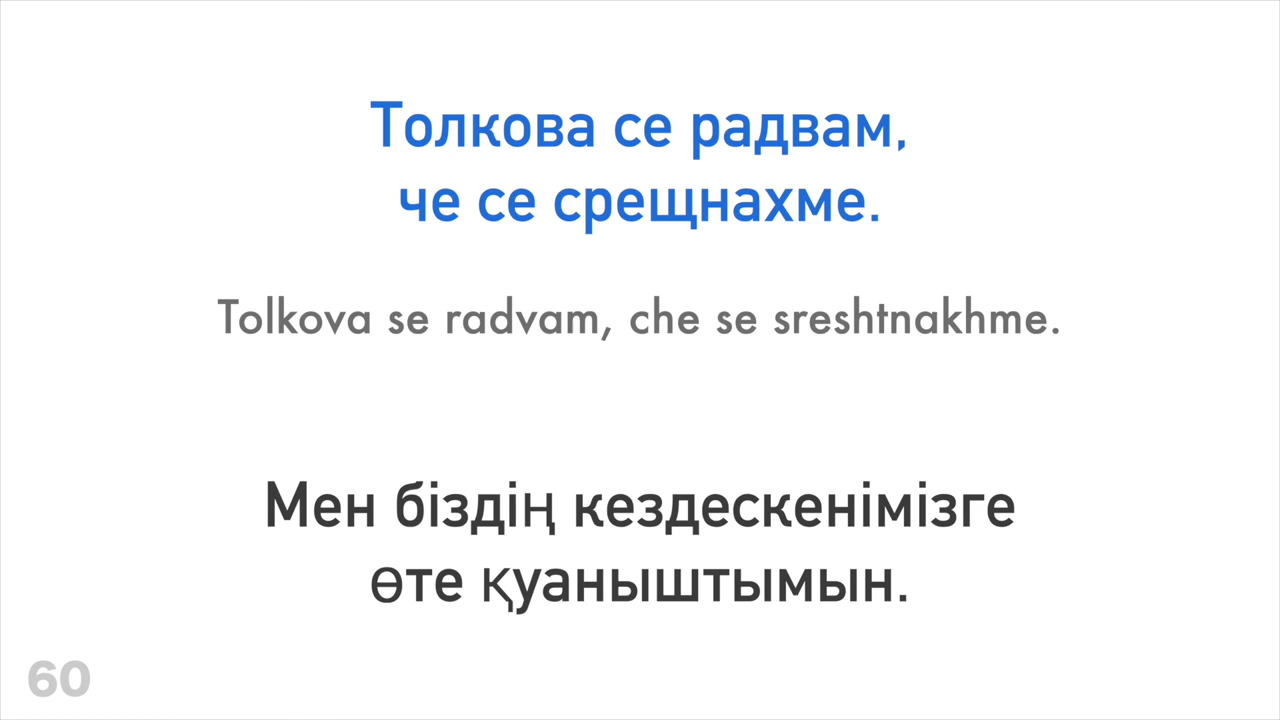 Толкова се радвам,
че се срещнахме.
Tolkova se radvam, che se sreshtnakhme.
Мен біздің кездескенімізге
өте қуаныштымын.
60